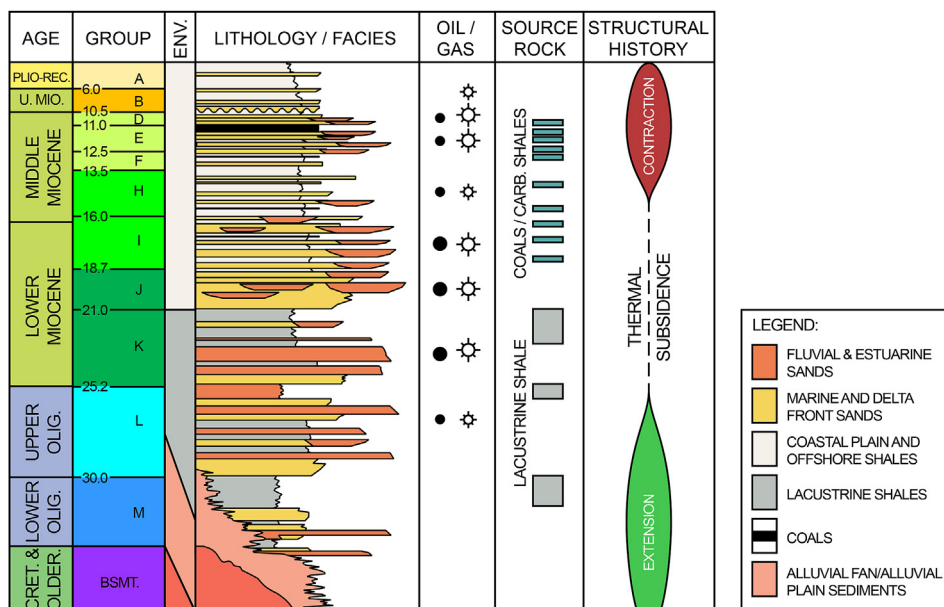 AGE
GROUP
ENV.
LITHOLOGY / FACIES
OIL /
GAS
SOURCE
ROCK
STRUCTURAL
HISTORY
PLIO-REC.
A
6.0
U. MIO.
B
10.5
D
11.0
MIDDLE
MIOCENE
E
12.5
F
13.5
H
16.0
LOWER
MIOCENE
I
18.7
J
21.0
K
25.2
UPPER
OLIG.
L
30.0
LOWER
OLIG.
M
CRET. &
OLDER.
BSMT.
COALS / CARB. SHALES
LACUSTRINE SHALE
CONTRACTION
THERMAL
SUBSIDENCE
EXTENSION
LEGEND:
FLUVIAL & ESTUARINE
SANDS
MARINE AND DELTA
FRONT SANDS
COASTAL PLAIN AND
OFFSHORE SHALES
LACUSTRINE SHALES
COALS
ALLUVIAL FAN/ALLUVIAL
PLAIN SEDIMENTS